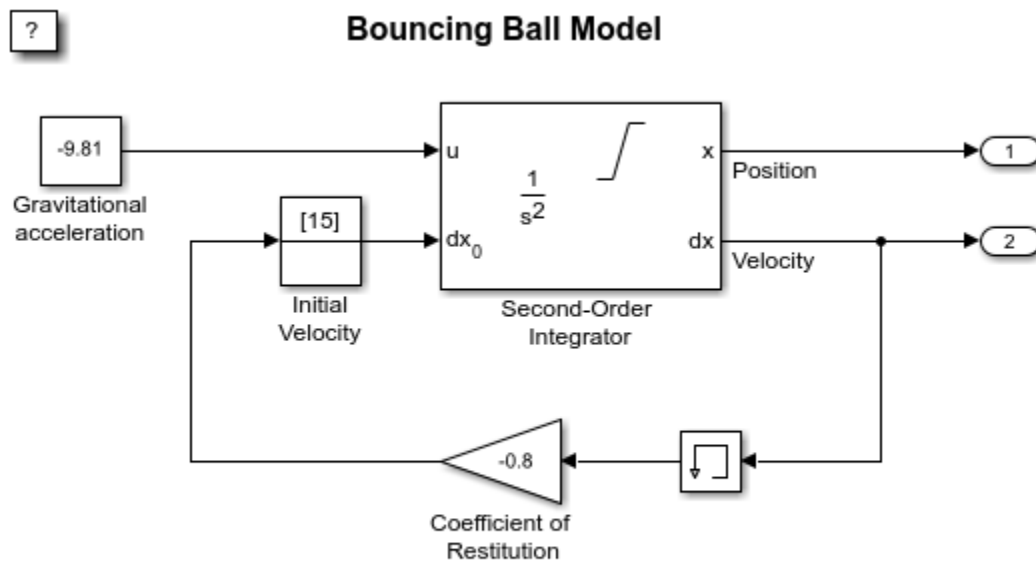 ?
Bouncing Ball Model
-9.81
Gravitational
acceleration
[15]
Initial
Velocity
u
dx0
1
s2
x
dx
Second-Order
Integrator
Position
Velocity
1
2
-0.8
Coefficient of
Restitution